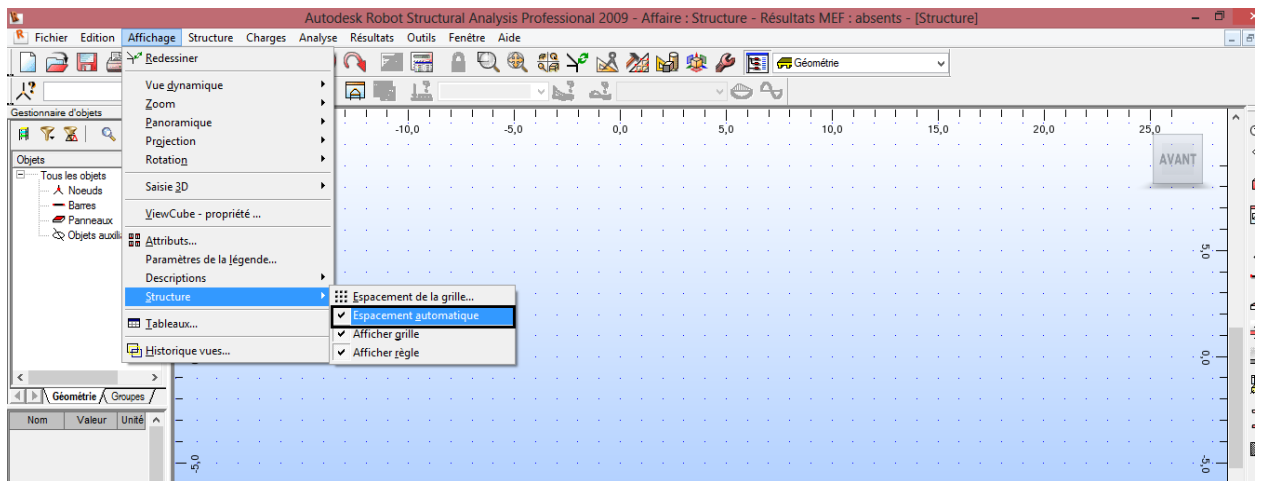 Autodesk Robot Structural Analysis Professional 2009 - Affaire : Structure - Résultats MEF : absents - [Structure]
Fichier Edition Affichage Structure Charges Analyse Résultats Outils Fenêtre Aide
Géométrie
Gestionnaire d'objets
Objets
Tous les objets
Noeuds
Barres
Panneaux
Objets auxili
Redessiner
Vue dynamique
Zoom
Panoramique
Projection
Rotation
Saisie 3D
ViewCube - propriété ...
Attributs...
Paramètres de la légende...
Descriptions
Structure
Tableaux...
Historique vues...
Espacement de la grille...
Espacement automatique
Afficher grille
Afficher règle
-10,0 -5,0 0,0 5,0 10,0 15,0 20,0 25,0
AVANT
5,0
0,0
-5,0
-5,0
Géométrie Groupes
Nom Valeur Unité